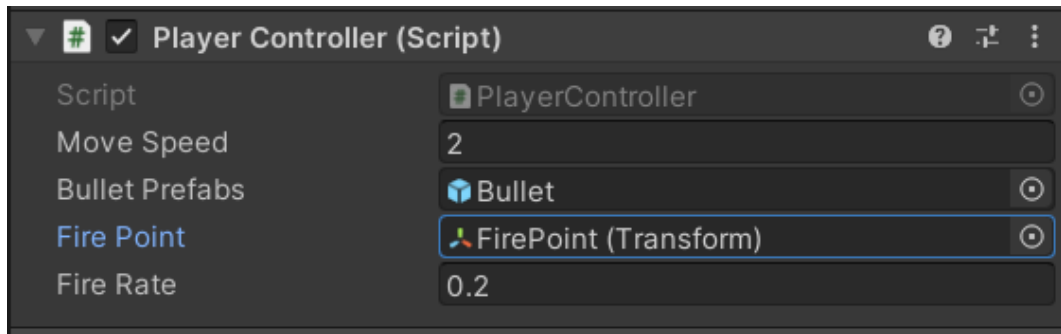 Player Controller (Script)
Script PlayerController
Move Speed 2
Bullet Prefabs Bullet
Fire Point FirePoint (Transform)
Fire Rate 0.2